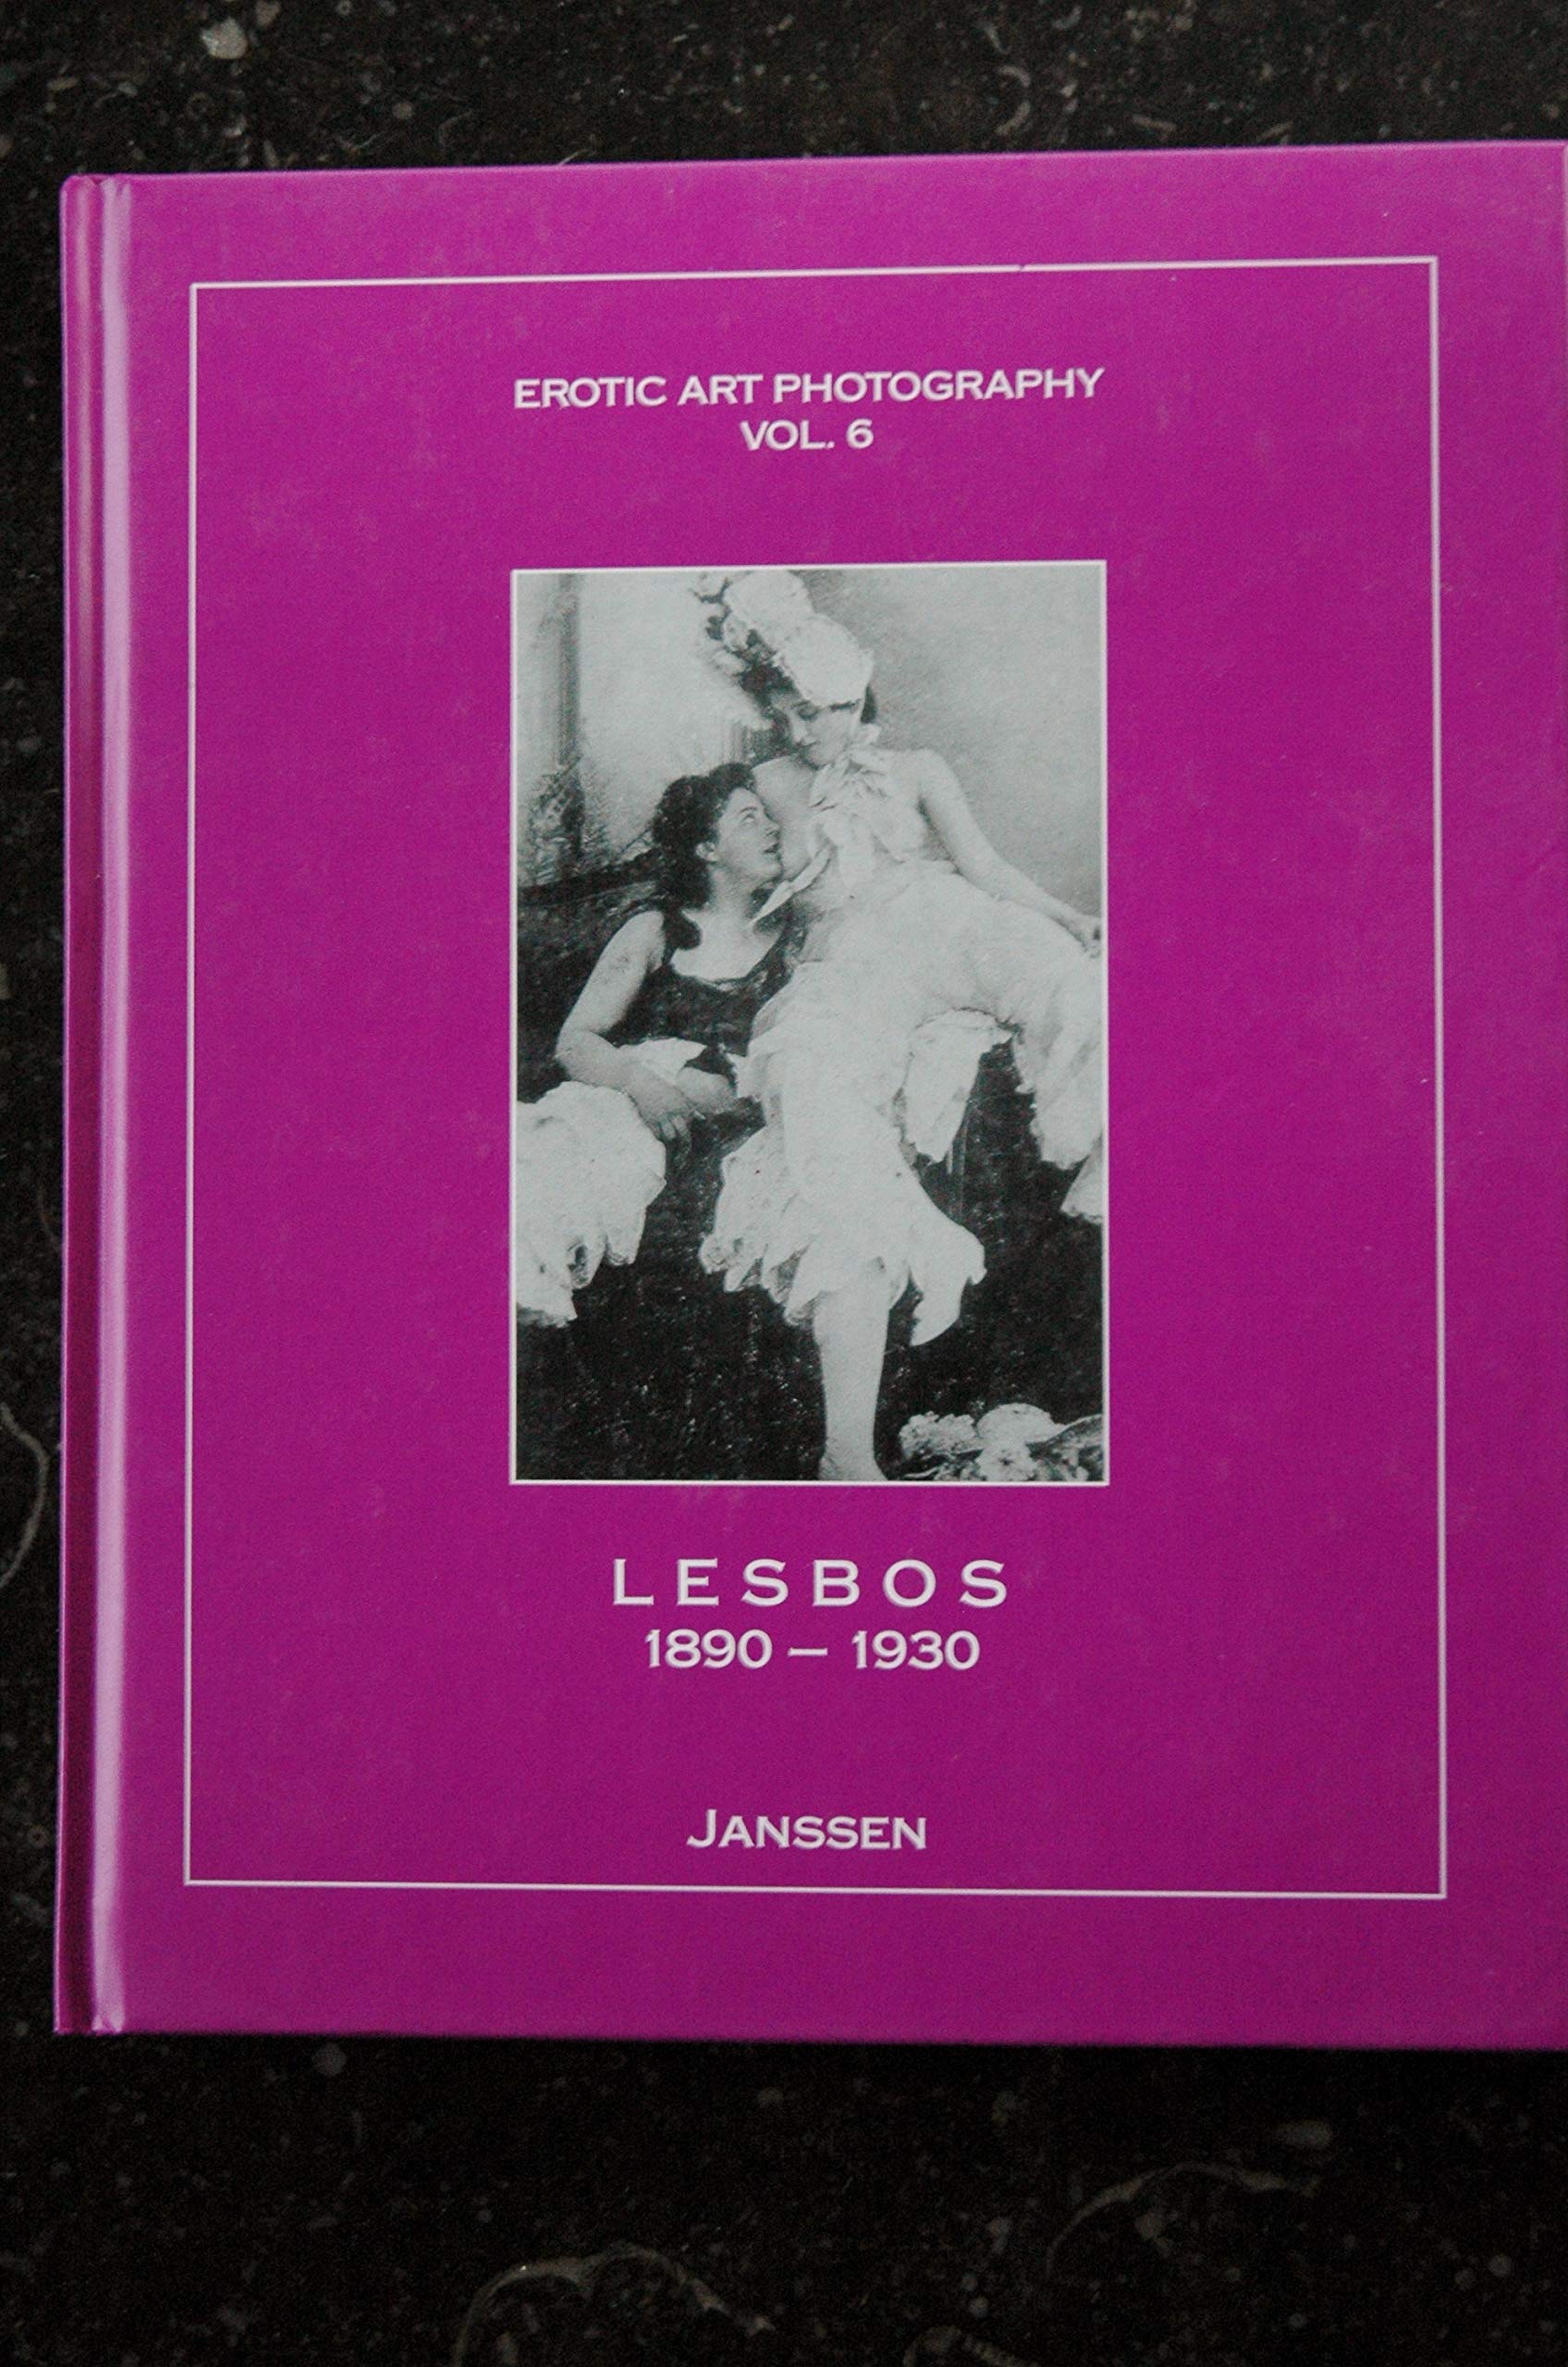 EROTIC ART PHOTOGRAPHY
VOL. 6
LESBOS
1890 – 1930
JANSSEN